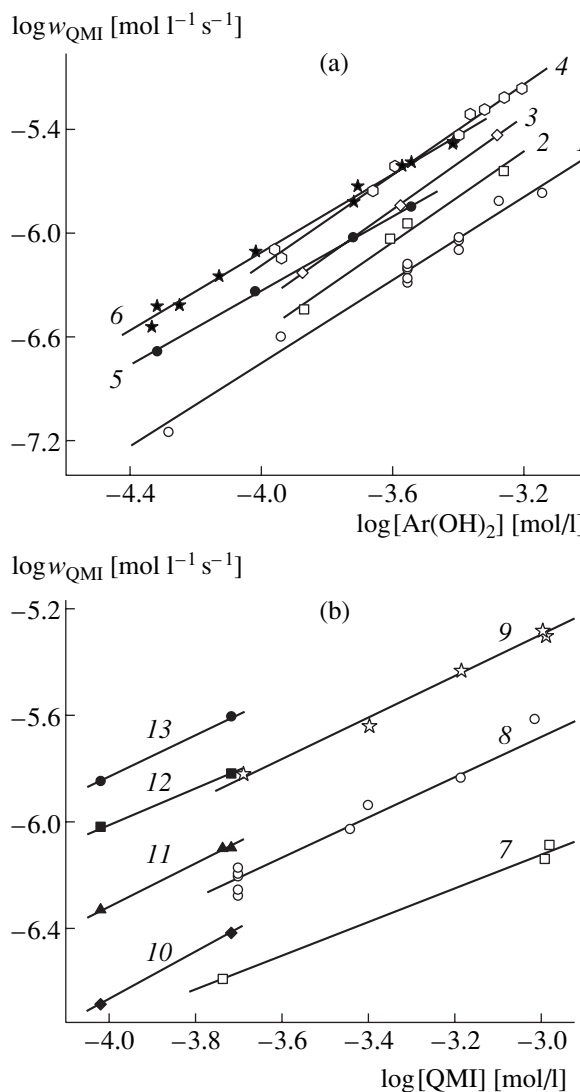 log w_QMI [mol l⁻¹ s⁻¹]
(a)
4
3
2
1
6
5
−5.4
−6.0
−6.6
−7.2
−4.4 −4.0 −3.6 −3.2
log[Ar(OH)₂] [mol/l]
log w_QMI [mol l⁻¹ s⁻¹]
(b)
9
8
7
13
12
11
10
−5.2
−5.6
−6.0
−6.4
−4.0 −3.8 −3.6 −3.4 −3.2 −3.0
log[QMI] [mol/l]